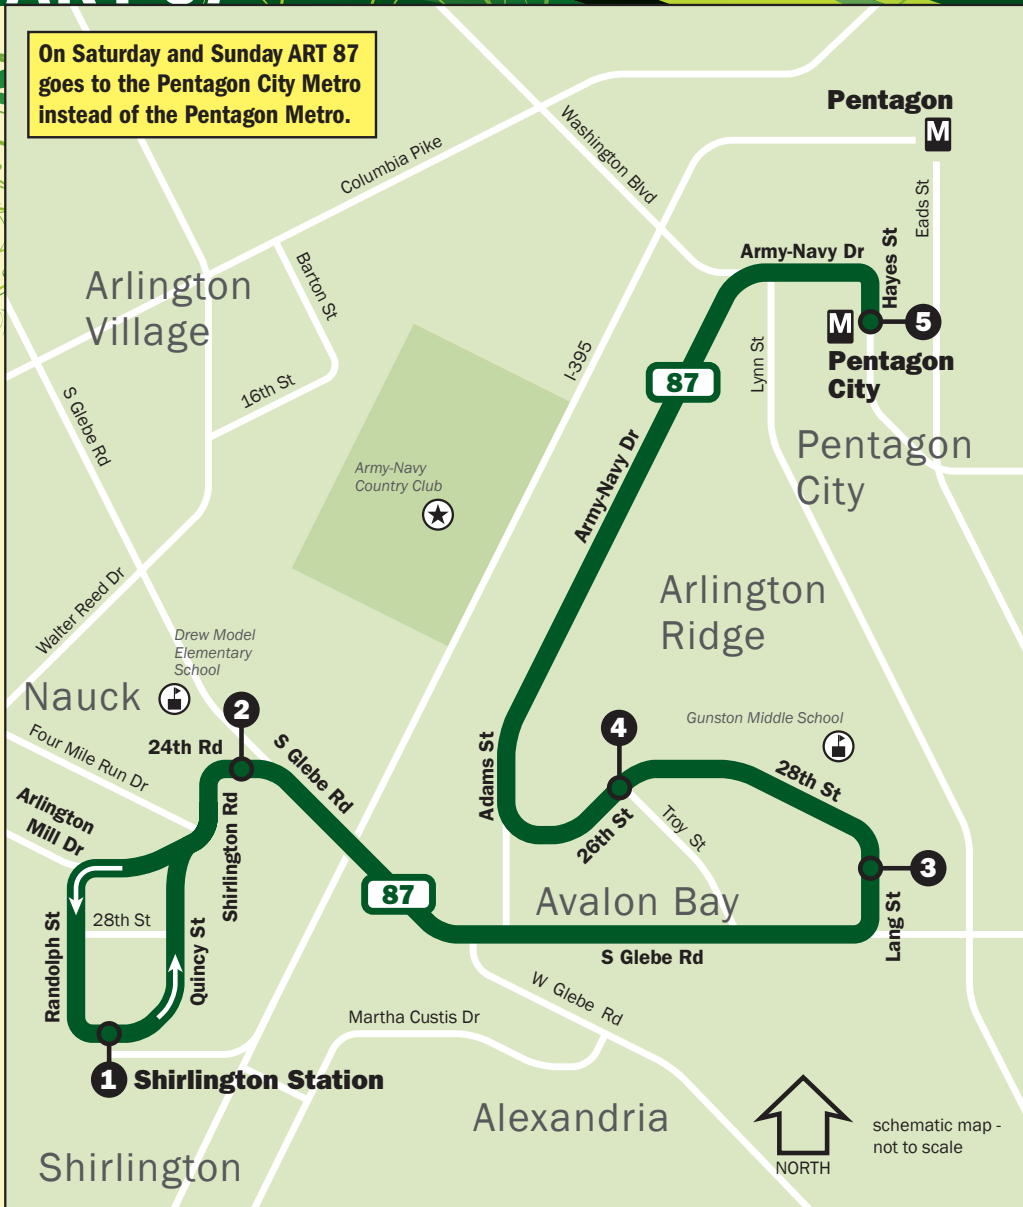 On Saturday and Sunday ART 87
goes to the Pentagon City Metro
instead of the Pentagon Metro.
Pentagon
M
Columbia Pike
Washington Blvd
Eads St
Army-Navy Dr
Hayes St
Arlington
Village
Barton St
M
5
Pentagon
City
I-395
87
Lynn St
16th St
S Glebe Rd
Army-Navy Dr
Pentagon
City
Army-Navy
Country Club
Arlington
Ridge
Walter Reed Dr
Drew Model
Elementary
School
Nauck
2
4
Gunston Middle School
Four Mile Run Dr
24th Rd
S Glebe Rd
Adams St
28th St
Arlington
Mill Dr
Shirlington Rd
26th St
Troy St
3
87
Avalon Bay
28th St
Randolph St
Quincy St
Lang St
S Glebe Rd
W Glebe Rd
Martha Custis Dr
1
Shirlington Station
Alexandria
schematic map -
not to scale
NORTH
Shirlington